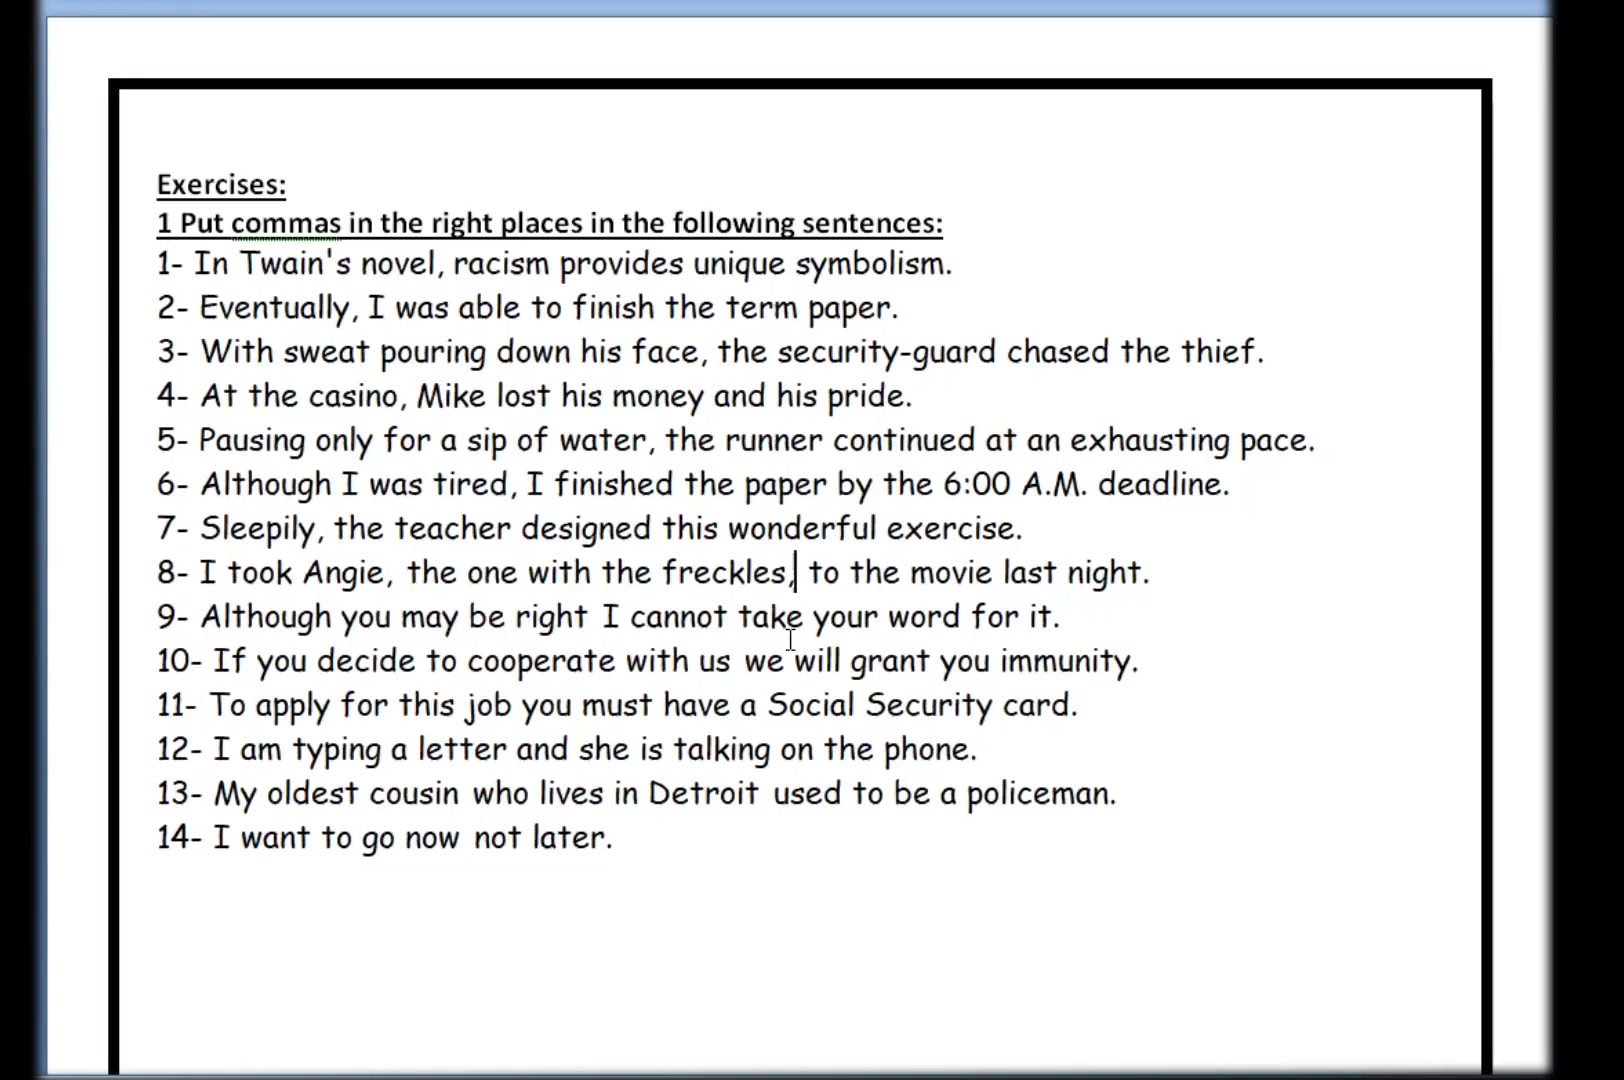 Exercises:
1 Put commas in the right places in the following sentences:
1- In Twain's novel, racism provides unique symbolism.
2- Eventually, I was able to finish the term paper.
3- With sweat pouring down his face, the security-guard chased the thief.
4- At the casino, Mike lost his money and his pride.
5- Pausing only for a sip of water, the runner continued at an exhausting pace.
6- Although I was tired, I finished the paper by the 6:00 A.M. deadline.
7- Sleepily, the teacher designed this wonderful exercise.
8- I took Angie, the one with the freckles, to the movie last night.
9- Although you may be right I cannot take your word for it.
10- If you decide to cooperate with us we will grant you immunity.
11- To apply for this job you must have a Social Security card.
12- I am typing a letter and she is talking on the phone.
13- My oldest cousin who lives in Detroit used to be a policeman.
14- I want to go now not later.